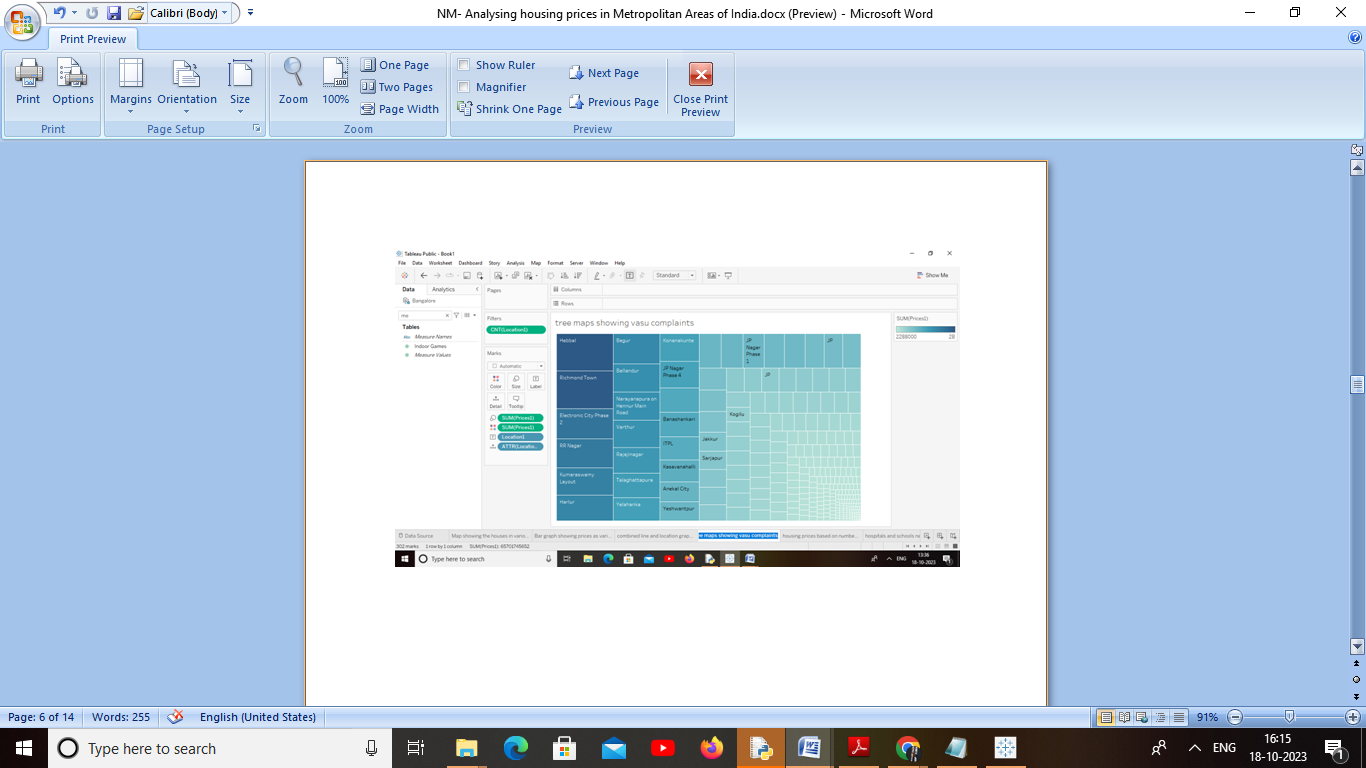 Calibri (Body)
NM- Analysing housing prices in Metropolitan Areas of India.docx (Preview) - Microsoft Word
Print Preview
Print
Options
Margins
Orientation
Size
Zoom
100%
One Page
Two Pages
Page Width
Show Ruler
Magnifier
Shrink One Page
Next Page
Previous Page
Close Print
Preview
Print
Page Setup
Zoom
Preview
Tableau Public - Book1
File Data Worksheet Dashboard Story Analysis Map Format Server Window Help
Standard
Show Me
Data
Analytics
Bangalore
me
Tables
Measure Names
Indoor Games
Measure Values
Pages
Filters
CNT(Location1)
Marks
Automatic
Color
Size
Label
Detail
Tooltip
SUM(Prices1)
SUM(Prices1)
Location1
ATTR(Locatio..
Columns
Rows
tree maps showing vasu complaints
Hebbal
Richmond Town
Electronic City Phase
2
RR Nagar
Kumaraswamy
Layout
Harlur
Begur
Bellandur
Narayanapura on
Hennur Main
Road
Varthur
Rajajinagar
Talaghattapura
Yelahanka
Konanakunte
JP Nagar
Phase 4
Banashankari
ITPL
Kasavanahalli
Anekal City
Yeshwantpur
Jakkur
Sarjapur
Kogilu
JP
Nagar
Phase
1
JP
JP
SUM(Prices1)
2288000
2B
Data Source
Map showing the houses in vario...
Bar graph showing prices as vari...
combined line and location grap...
ee maps showing vasu complaints
housing prices based on numbe...
hospitals and schools ne
202 marks
1 row by 1 column
Type here to search
ENG
13:36
18-10-2023
Page: 6 of 14
Words: 255
English (United States)
91%
Type here to search
ENG
16:15
18-10-2023
1